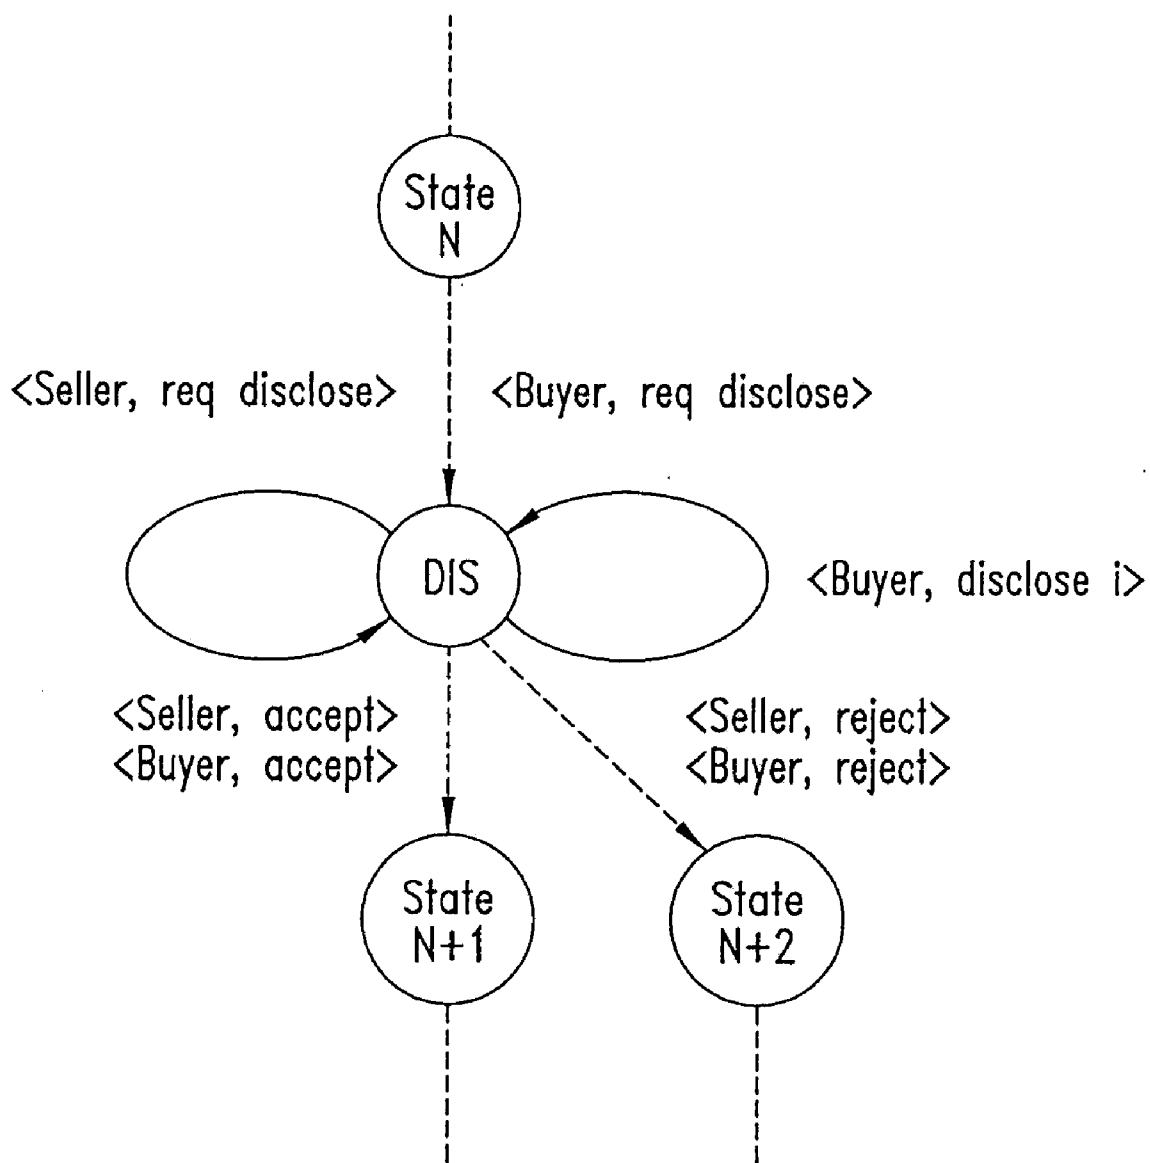 State
N
<Seller, req disclose>
<Buyer, req disclose>
DIS
<Buyer, disclose i>
<Seller, accept>
<Buyer, accept>
<Seller, reject>
<Buyer, reject>
State
N+1
State
N+2